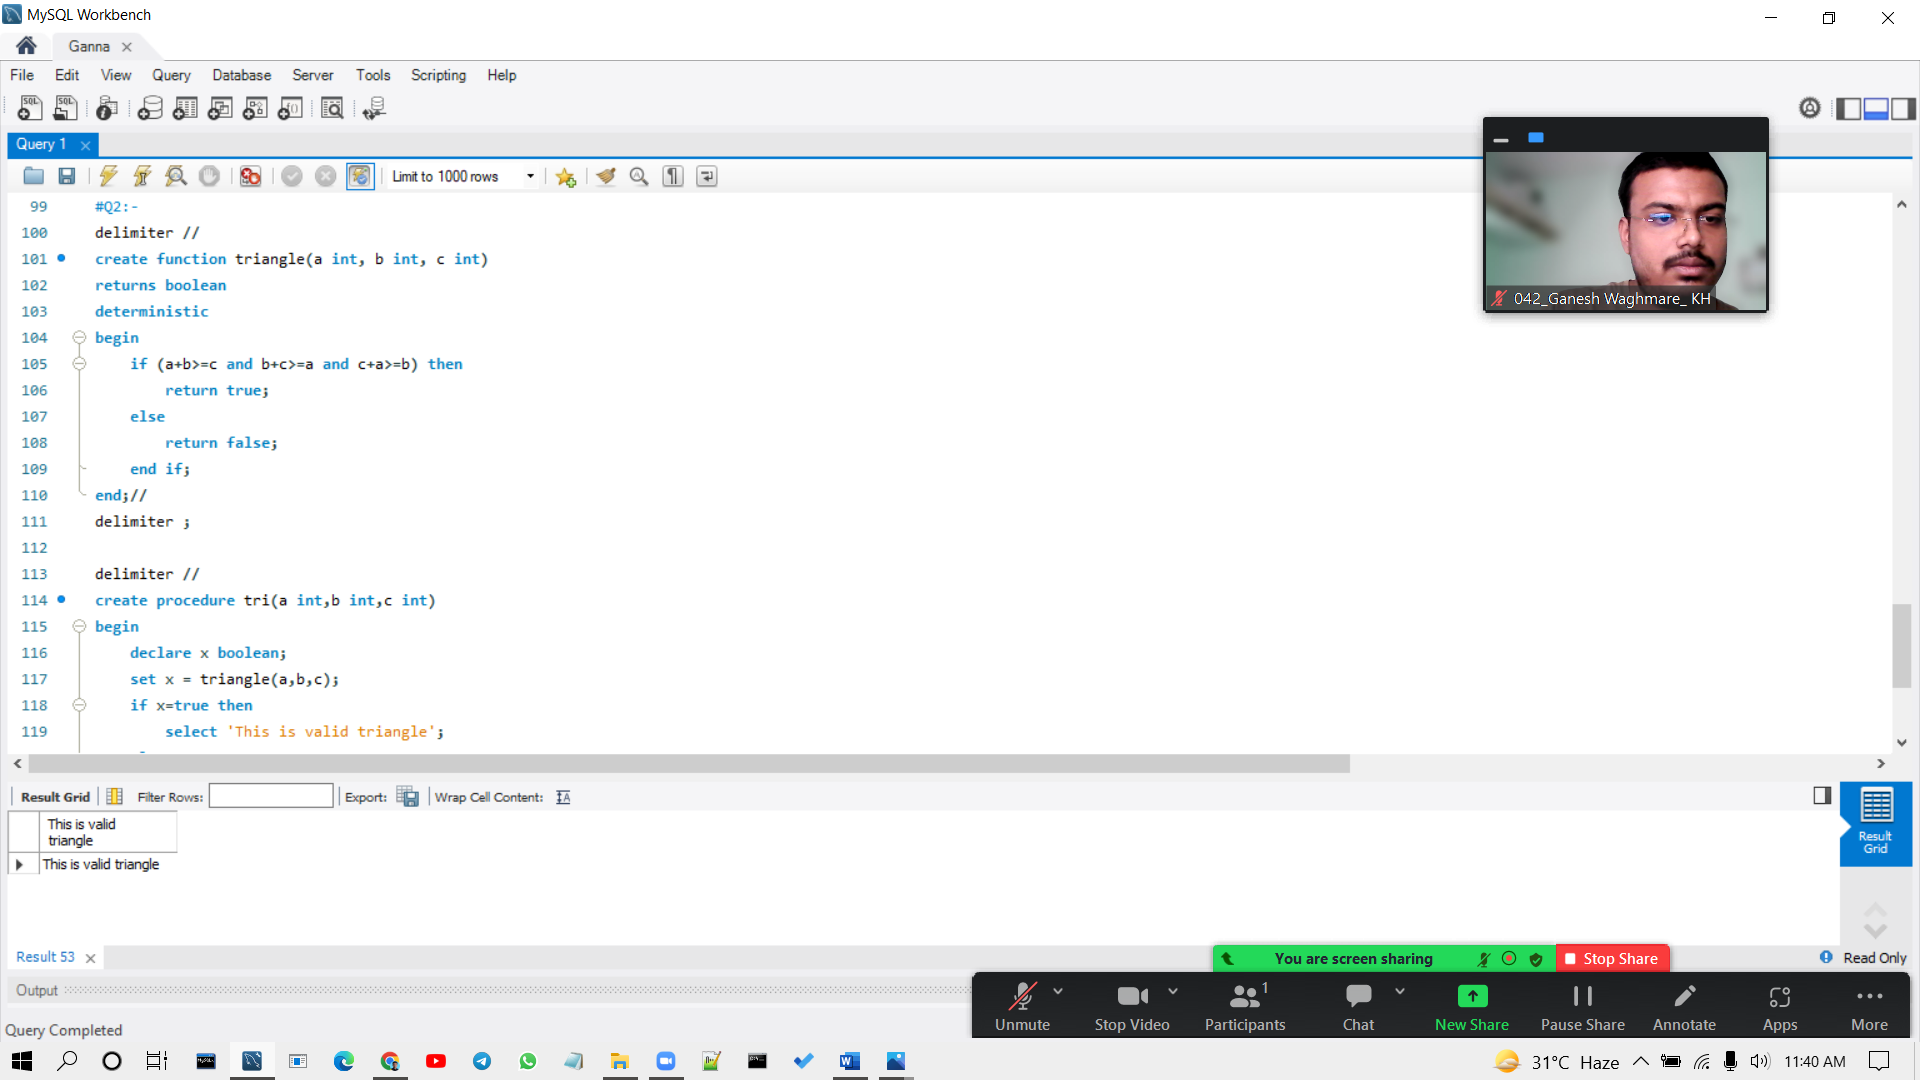 MySQL Workbench
Ganna
File Edit View Query Database Server Tools Scripting Help
Query 1
Limit to 1000 rows
99 #Q2:-
100 delimiter //
101 create function triangle(a int, b int, c int)
102 returns boolean
103 deterministic
104 begin
105 if (a+b>=c and b+c>=a and c+a>=b) then
106 return true;
107 else
108 return false;
109 end if;
110 end;//
111 delimiter ;
112
113 delimiter //
114 create procedure tri(a int,b int,c int)
115 begin
116 declare x boolean;
117 set x = triangle(a,b,c);
118 if x=true then
119 select 'This is valid triangle';
042_Ganesh Waghmare_ KH
Result Grid Filter Rows: Export: Wrap Cell Content:
This is valid
triangle
This is valid triangle
Result
Grid
Result 53
You are screen sharing Stop Share
Read Only
Output
1
Unmute Stop Video Participants Chat New Share Pause Share Annotate Apps More
Query Completed
31°C Haze 11:40 AM